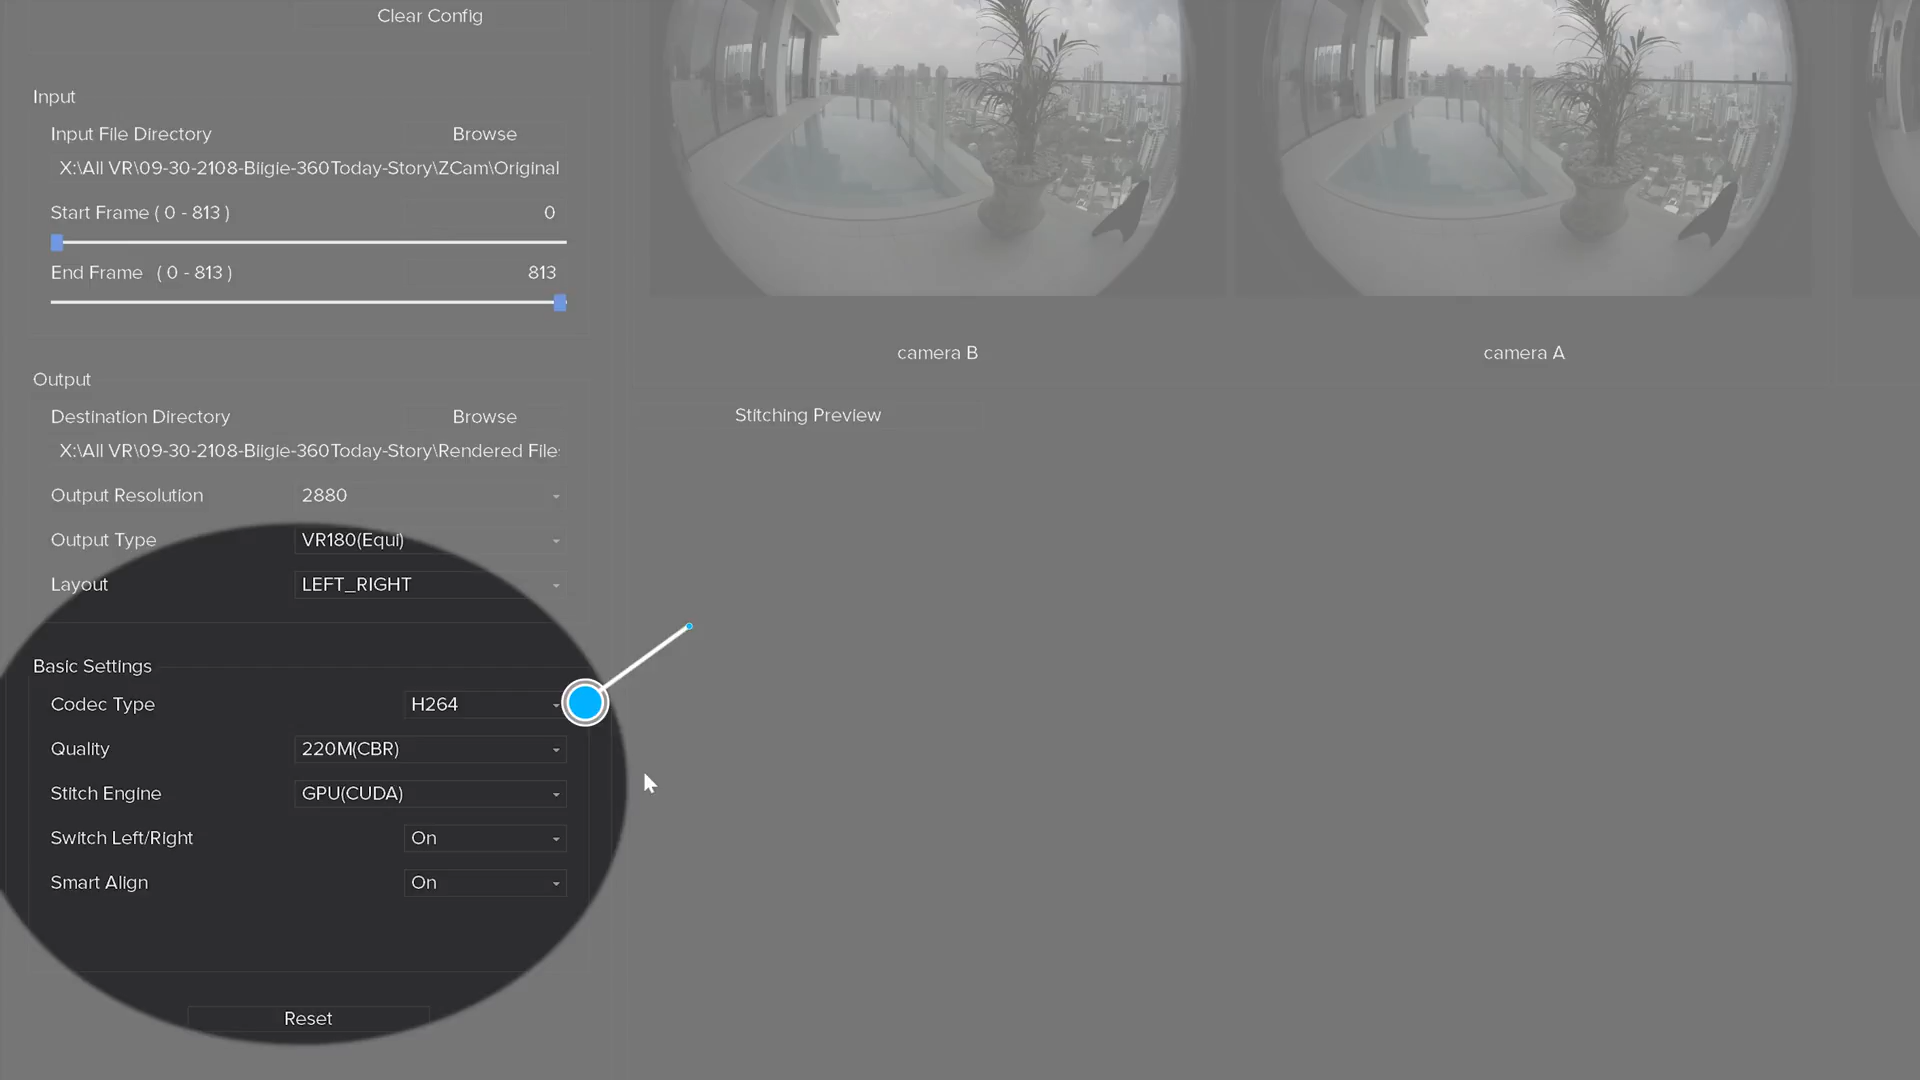 Clear Config
Input
Input File Directory Browse
X:\All VR\09-30-2108-Biigie-360Today-Story\ZCam\Original
Start Frame ( 0 - 813 ) 0
End Frame ( 0 - 813 ) 813
camera B camera A
Output
Destination Directory Browse
Stitching Preview
X:\All VR\09-30-2108-Biigie-360Today-Story\Rendered File
Output Resolution 2880
Output Type VR180(Equi)
Layout LEFT_RIGHT
Basic Settings
Codec Type H264
Quality 220M(CBR)
Stitch Engine GPU(CUDA)
Switch Left/Right On
Smart Align On
Reset